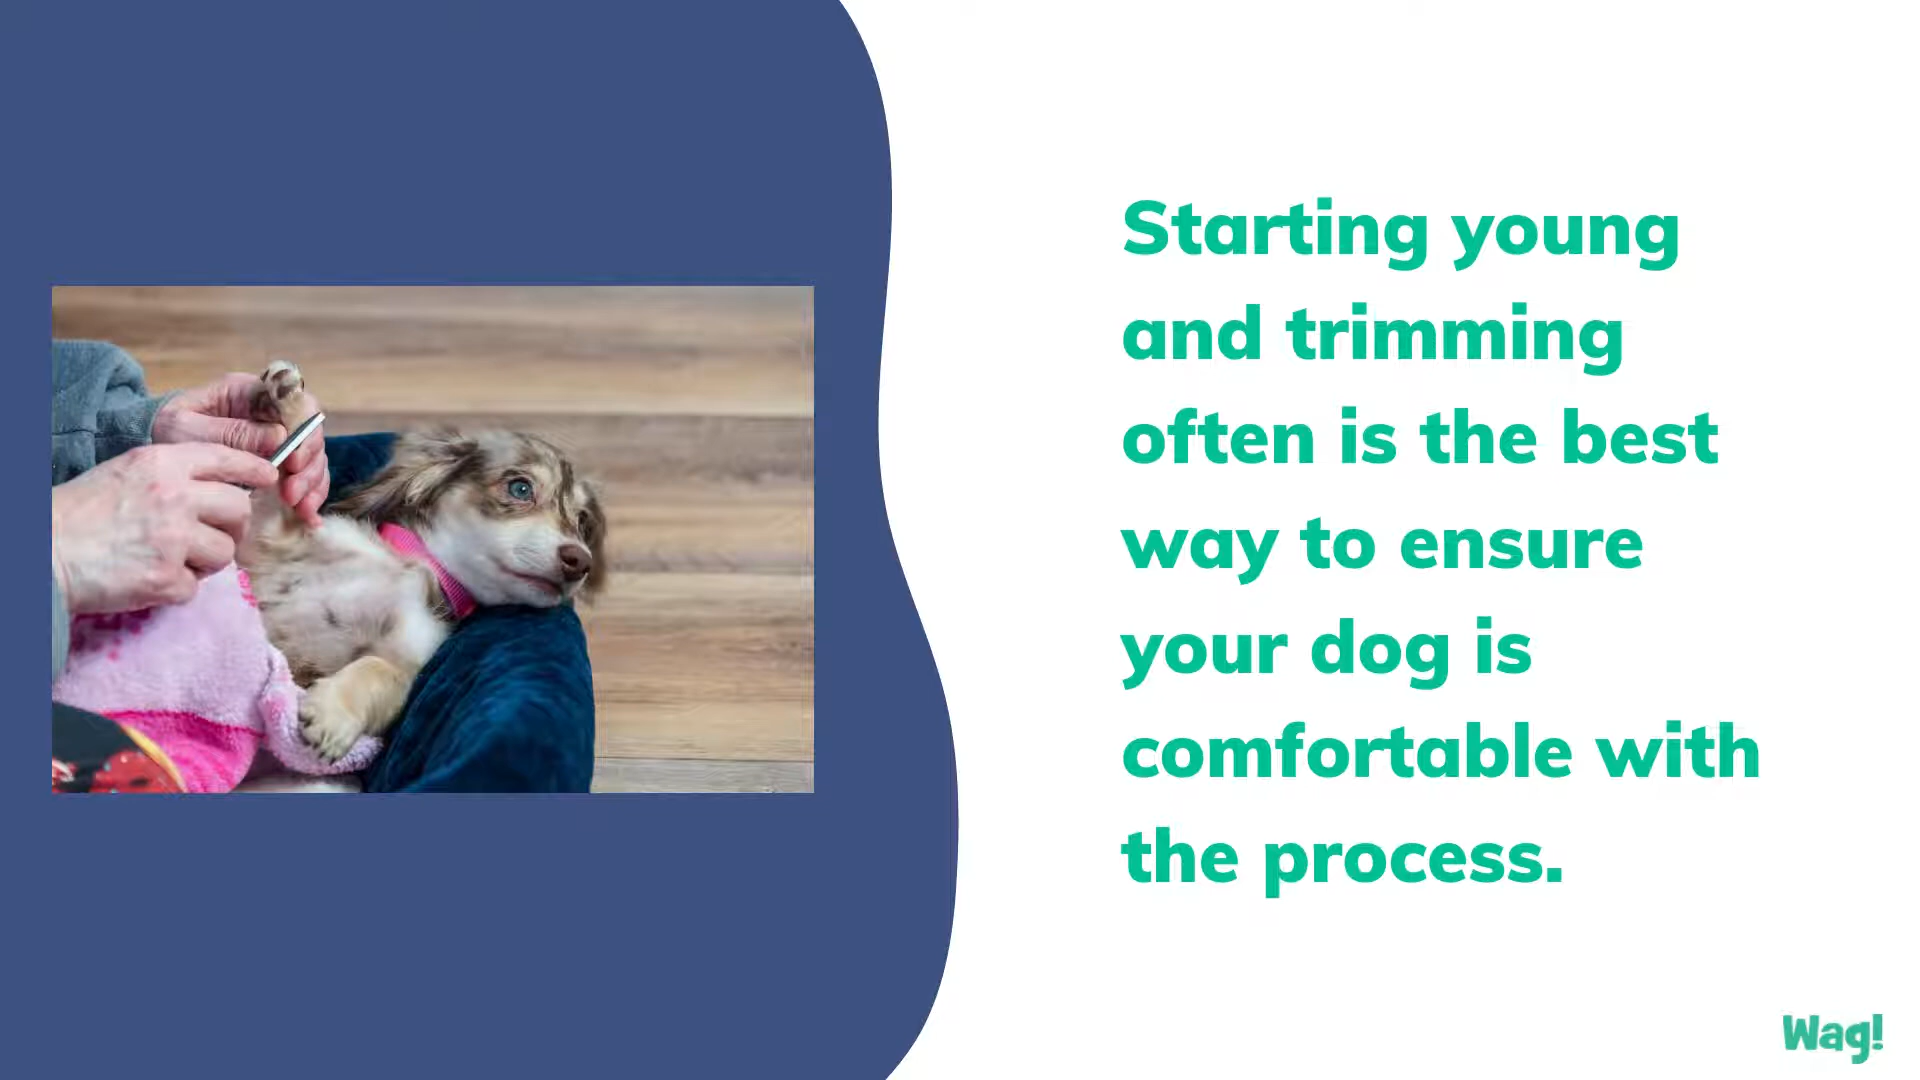 Starting young
and trimming
often is the best
way to ensure
your dog is
comfortable with
the process.
Wag!